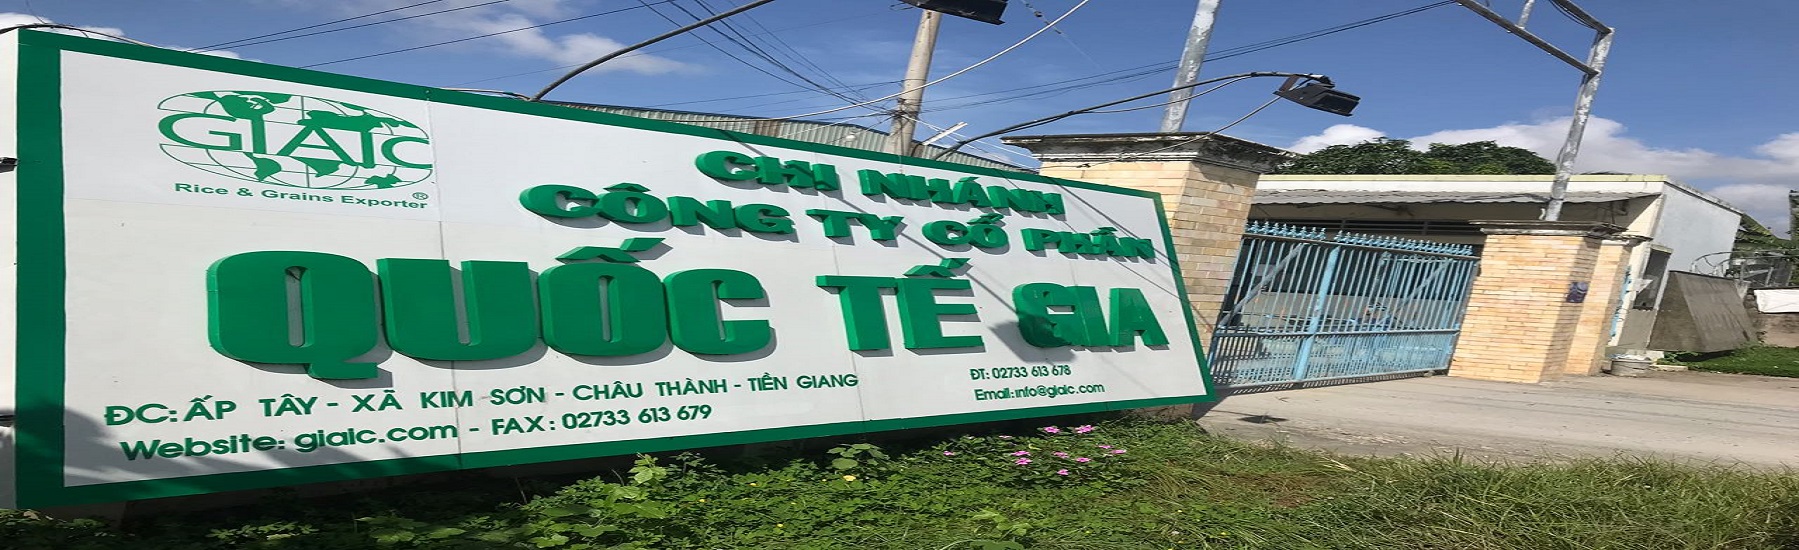 GIAIC
®
Rice & Grains Exporter
CHI NHÁNH
CÔNG TY CỔ PHẦN
QUỐC TẾ GIA
ĐC: ẤP TÂY - XÃ KIM SƠN - CHÂU THÀNH - TIỀN GIANG
ĐT: 02733 613 678
Website: giaic.com - FAX: 02733 613 679
Email: info@giaic.com